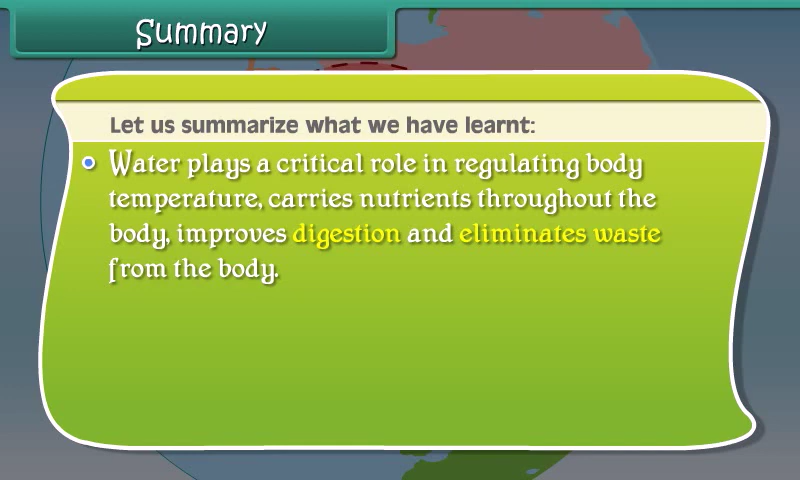 Summary
Let us summarize what we have learnt:
Water plays a critical role in regulating body
temperature, carries nutrients throughout the
body, improves digestion and eliminates waste
from the body.